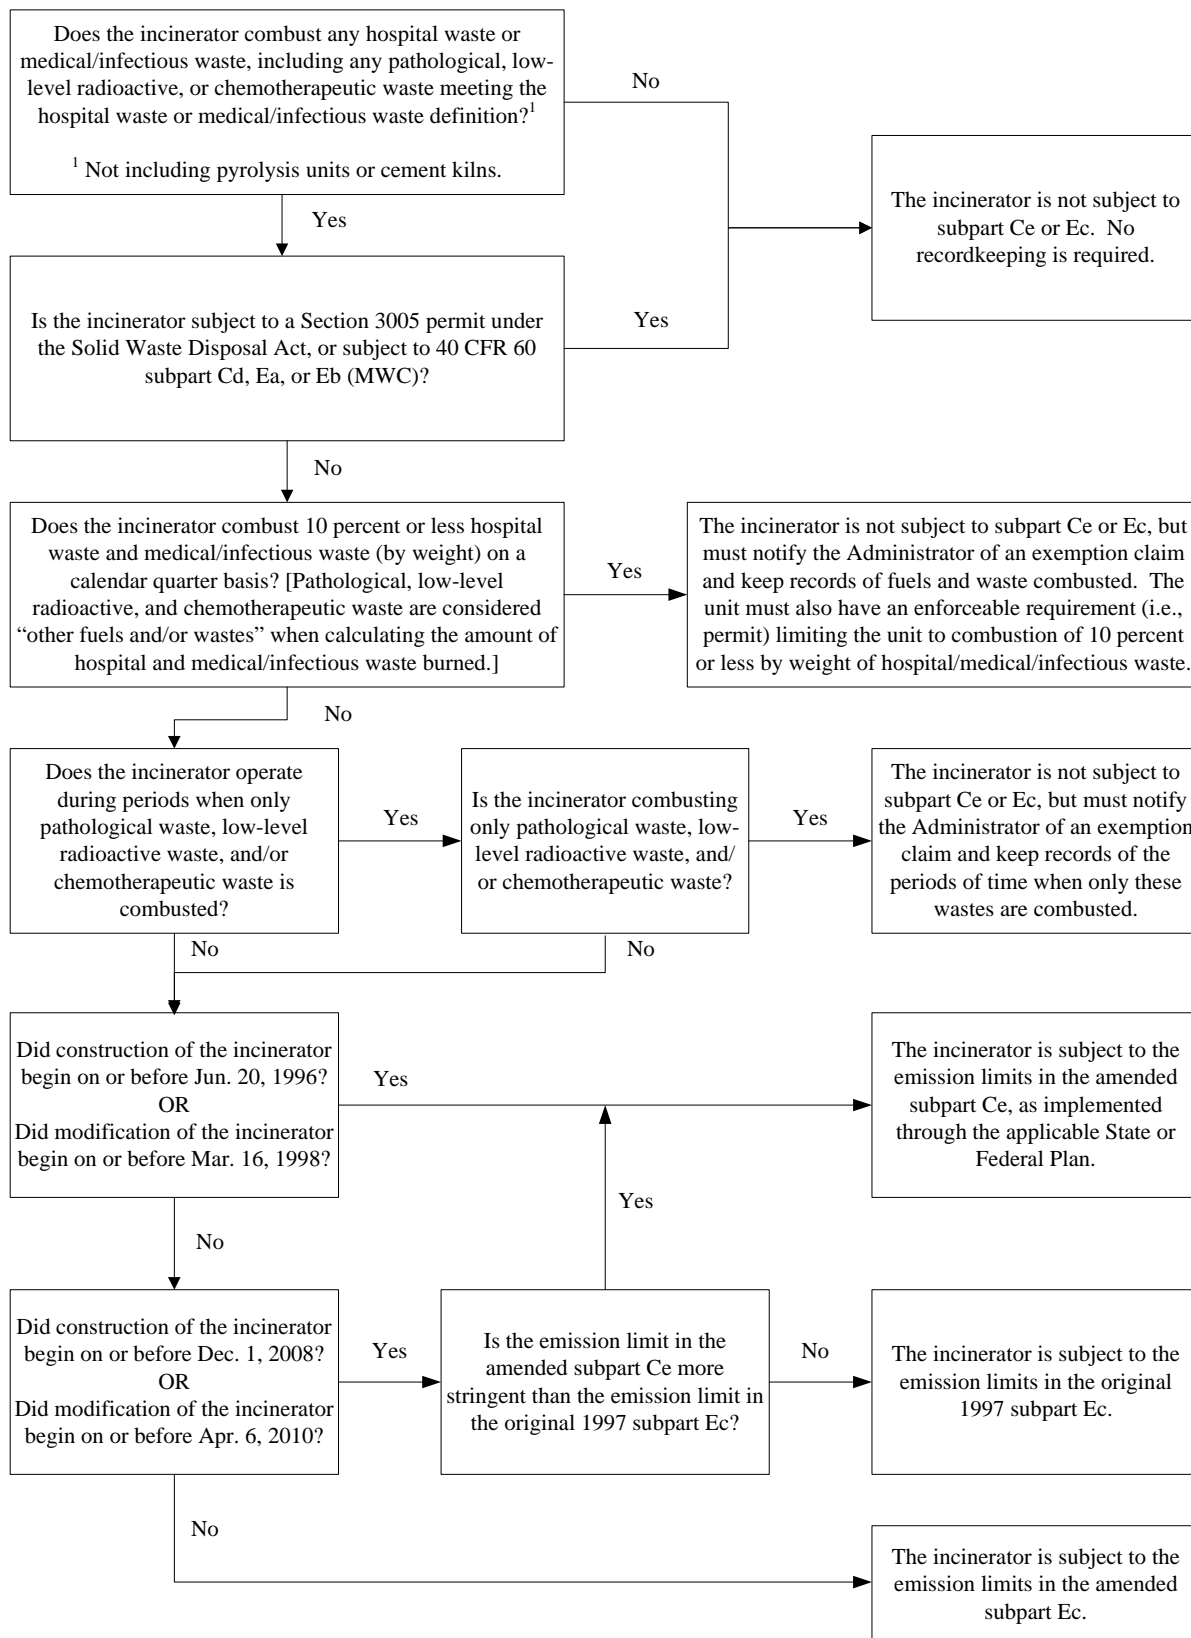 Does the incinerator combust any hospital waste or
medical/infectious waste, including any pathological, low-
level radioactive, or chemotherapeutic waste meeting the
hospital waste or medical/infectious waste definition?1
1 Not including pyrolysis units or cement kilns.
No
The incinerator is not subject to
subpart Ce or Ec. No
recordkeeping is required.
Yes
Is the incinerator subject to a Section 3005 permit under
the Solid Waste Disposal Act, or subject to 40 CFR 60
subpart Cd, Ea, or Eb (MWC)?
Yes
No
Does the incinerator combust 10 percent or less hospital
waste and medical/infectious waste (by weight) on a
calendar quarter basis? [Pathological, low-level
radioactive, and chemotherapeutic waste are considered
“other fuels and/or wastes” when calculating the amount of
hospital and medical/infectious waste burned.]
Yes
The incinerator is not subject to subpart Ce or Ec, but
must notify the Administrator of an exemption claim
and keep records of fuels and waste combusted. The
unit must also have an enforceable requirement (i.e.,
permit) limiting the unit to combustion of 10 percent
or less by weight of hospital/medical/infectious waste.
No
Does the incinerator operate
during periods when only
pathological waste, low-level
radioactive waste, and/or
chemotherapeutic waste is
combusted?
Yes
Is the incinerator combusting
only pathological waste, low-
level radioactive waste, and/
or chemotherapeutic waste?
Yes
The incinerator is not subject to
subpart Ce or Ec, but must notify
the Administrator of an exemption
claim and keep records of the
periods of time when only these
wastes are combusted.
No
No
Did construction of the incinerator
begin on or before Jun. 20, 1996?
OR
Did modification of the incinerator
begin on or before Mar. 16, 1998?
Yes
The incinerator is subject to the
emission limits in the amended
subpart Ce, as implemented
through the applicable State or
Federal Plan.
Yes
No
Did construction of the incinerator
begin on or before Dec. 1, 2008?
OR
Did modification of the incinerator
begin on or before Apr. 6, 2010?
Yes
Is the emission limit in the
amended subpart Ce more
stringent than the emission limit in
the original 1997 subpart Ec?
No
The incinerator is subject to the
emission limits in the original
1997 subpart Ec.
No
The incinerator is subject to the
emission limits in the amended
subpart Ec.